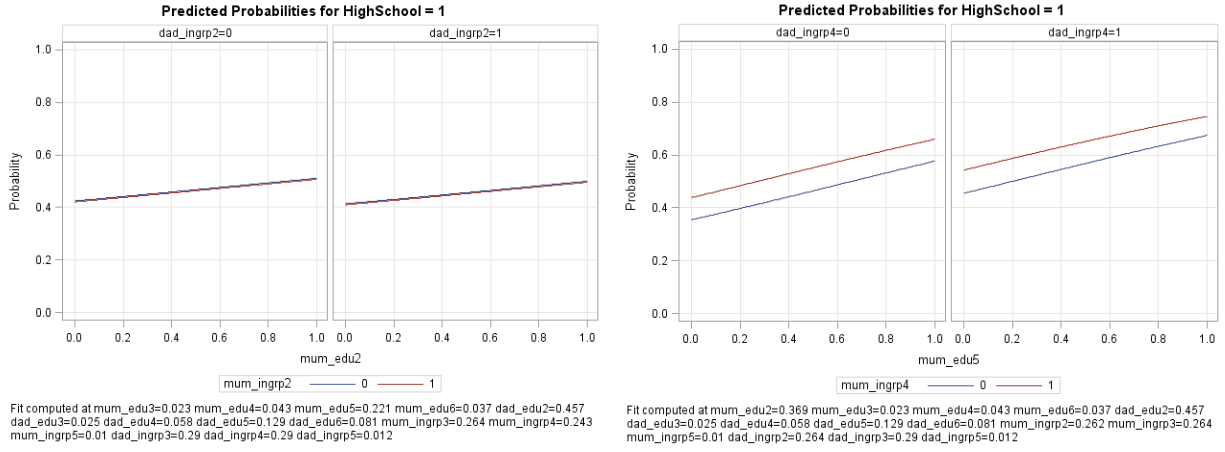 Predicted Probabilities for HighSchool = 1
dad_ingrp2=0
dad_ingrp2=1
1.0
0.8
0.6
0.4
0.2
0.0
Probability
0.0 0.2 0.4 0.6 0.8 1.0
0.0 0.2 0.4 0.6 0.8 1.0
mum_edu2
mum_ingrp2 0 1
Fit computed at mum_edu3=0.023 mum_edu4=0.043 mum_edu5=0.221 mum_edu6=0.037 dad_edu2=0.457
dad_edu3=0.025 dad_edu4=0.058 dad_edu5=0.129 dad_edu6=0.081 mum_ingrp3=0.264 mum_ingrp4=0.243
mum_ingrp5=0.01 dad_ingrp3=0.29 dad_ingrp4=0.29 dad_ingrp5=0.012
Predicted Probabilities for HighSchool = 1
dad_ingrp4=0
dad_ingrp4=1
1.0
0.8
0.6
0.4
0.2
0.0
Probability
0.0 0.2 0.4 0.6 0.8 1.0
0.0 0.2 0.4 0.6 0.8 1.0
mum_edu5
mum_ingrp4 0 1
Fit computed at mum_edu2=0.369 mum_edu3=0.023 mum_edu4=0.043 mum_edu6=0.037 dad_edu2=0.457
dad_edu3=0.025 dad_edu4=0.058 dad_edu5=0.129 dad_edu6=0.081 mum_ingrp2=0.262 mum_ingrp3=0.264
mum_ingrp5=0.01 dad_ingrp2=0.264 dad_ingrp3=0.29 dad_ingrp5=0.012